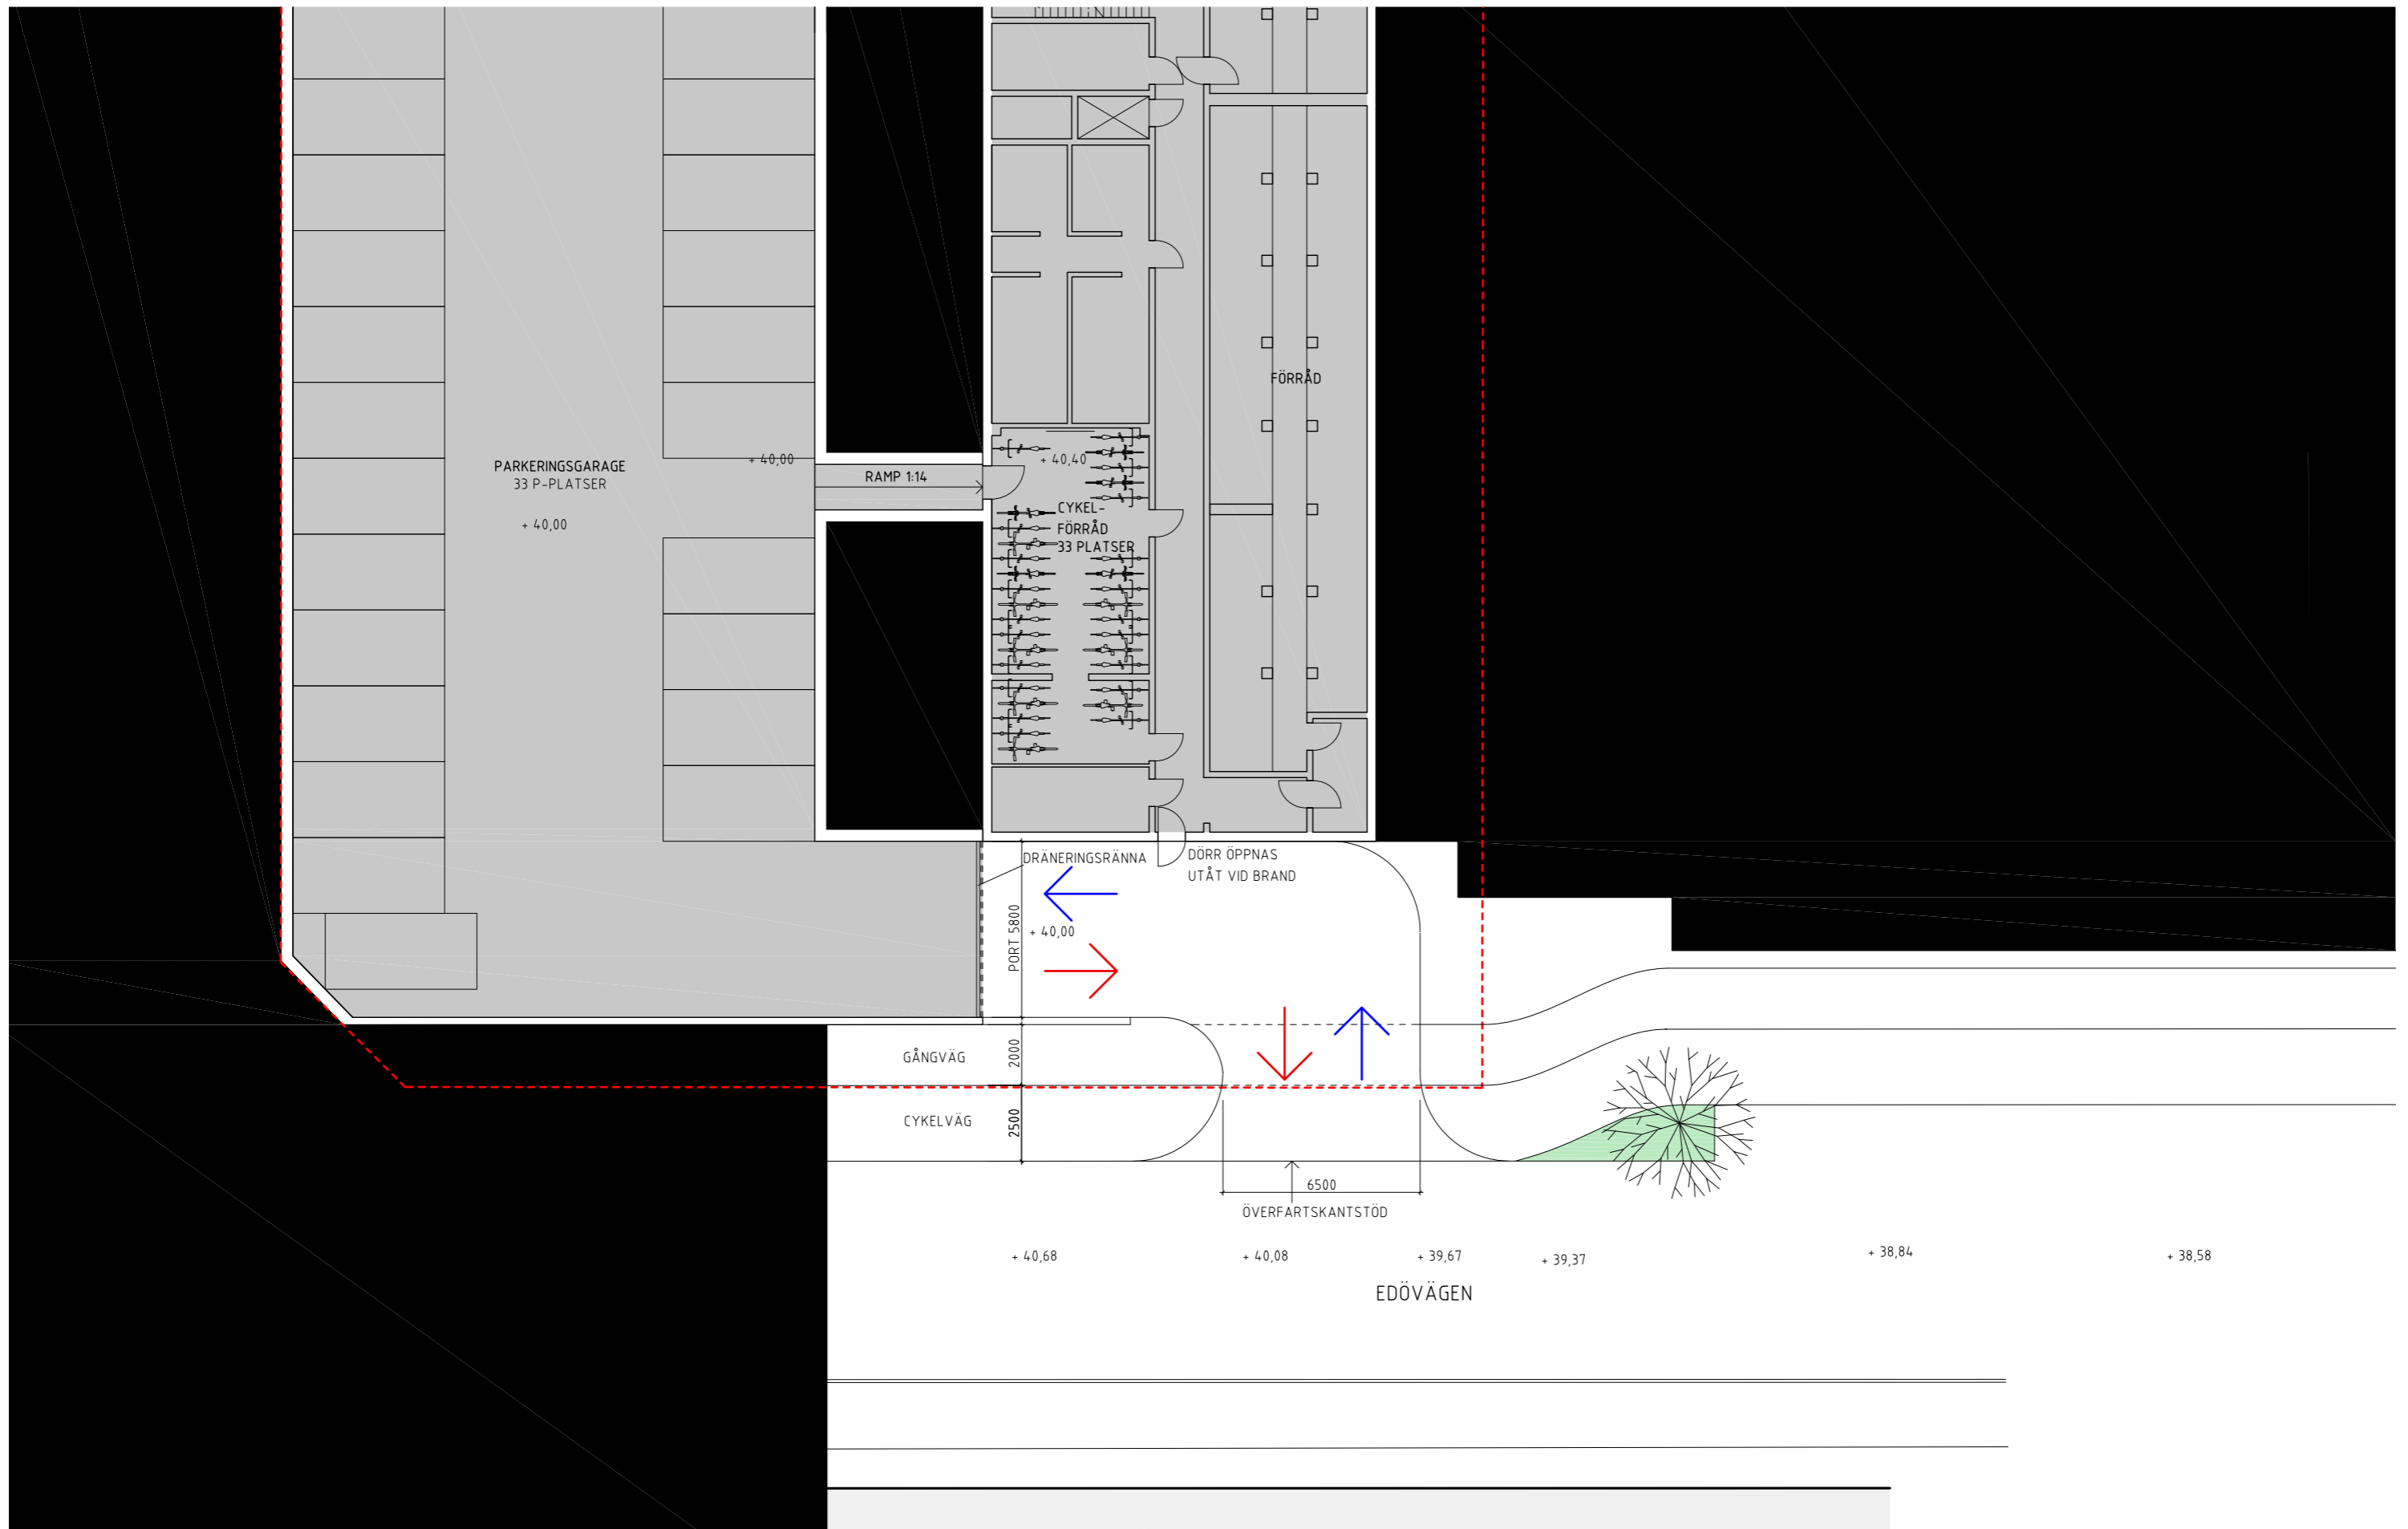 FÖRRÅD
PARKERINGSGARAGE
33 P-PLATSER
+ 40,00
+ 40,00
RAMP 1:14
+ 40,40
CYKEL-
FÖRRÅD
33 PLATSER
DRÄNERINGSRÄNNA
DÖRR ÖPPNAS
UTÅT VID BRAND
PORT 5800
+ 40,00
GÅNGVÄG
2000
CYKELVÄG
2500
6500
ÖVERFARTSKANTSTÖD
+ 40,68
+ 40,08
+ 39,67
+ 39,37
+ 38,84
+ 38,58
EDÖVÄGEN